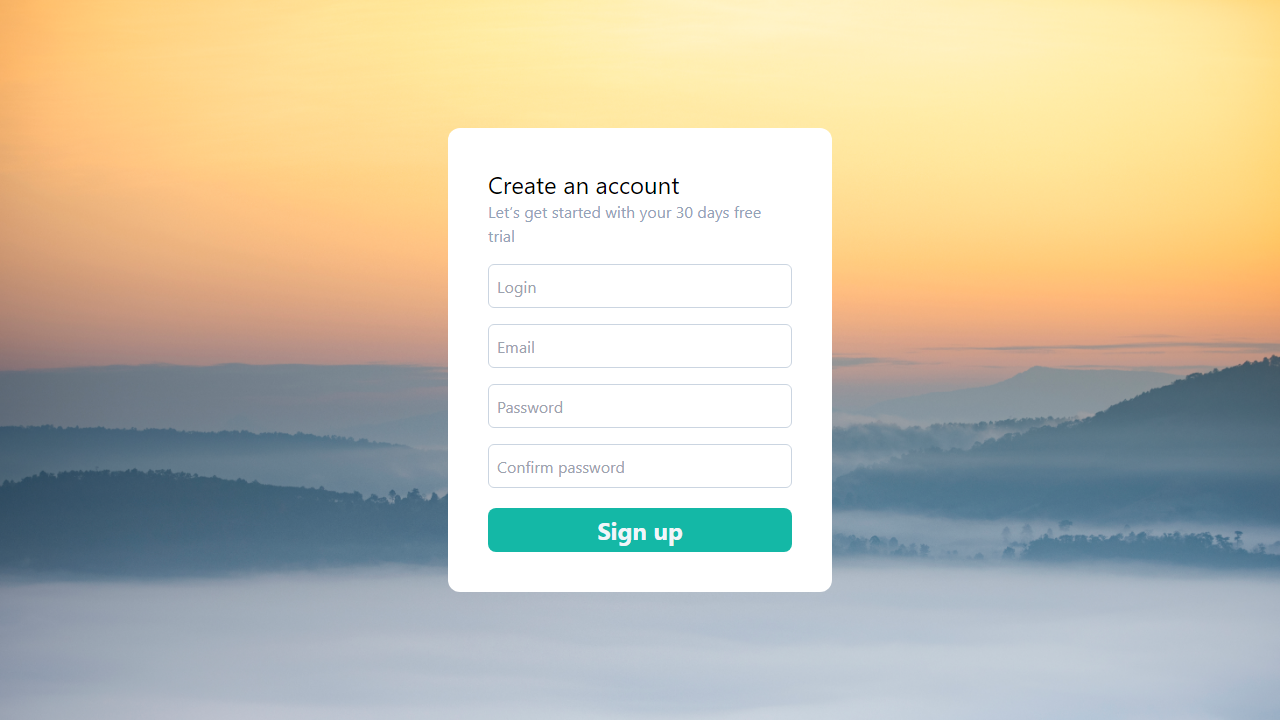 Create an account
Let's get started with your 30 days free
trial
Login
Email
Password
Confirm password
Sign up